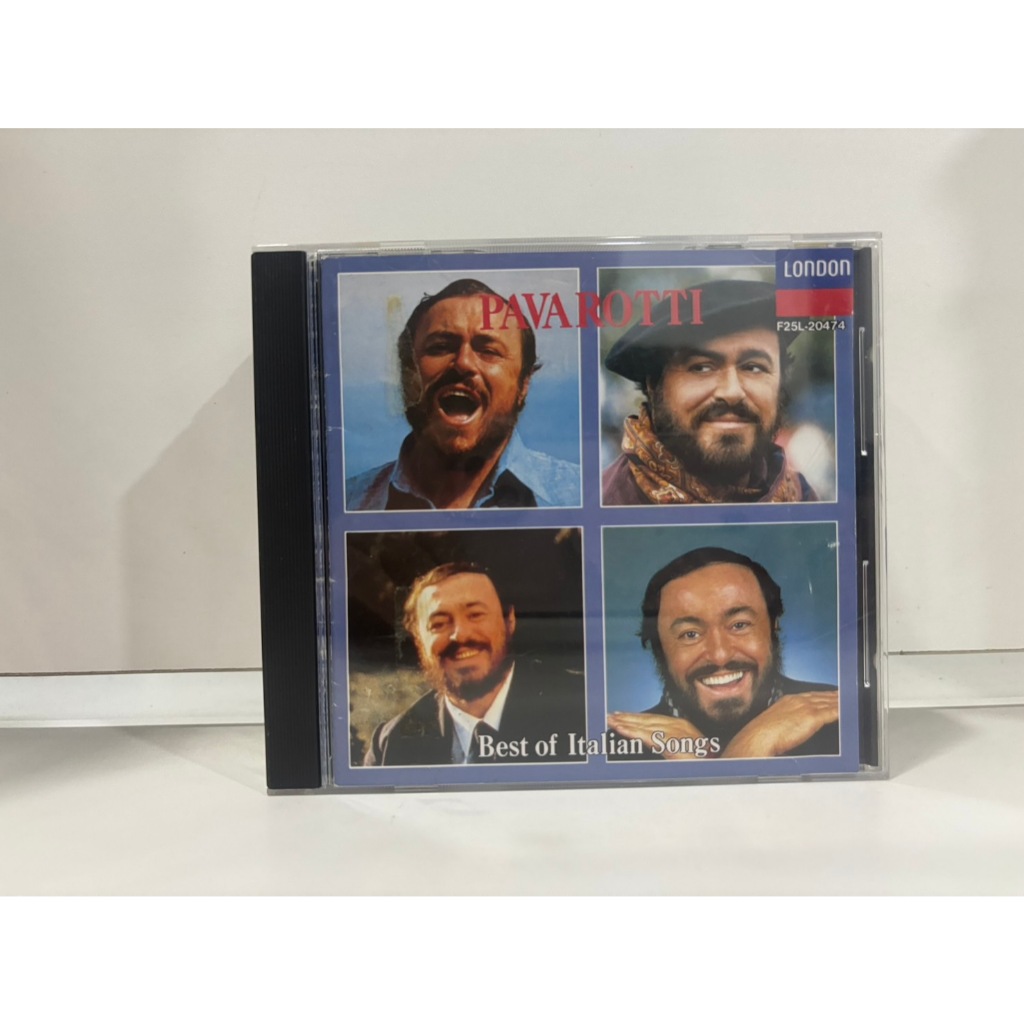 PAVAROTTI
LONDON
F25L-20474
Best of Italian Songs